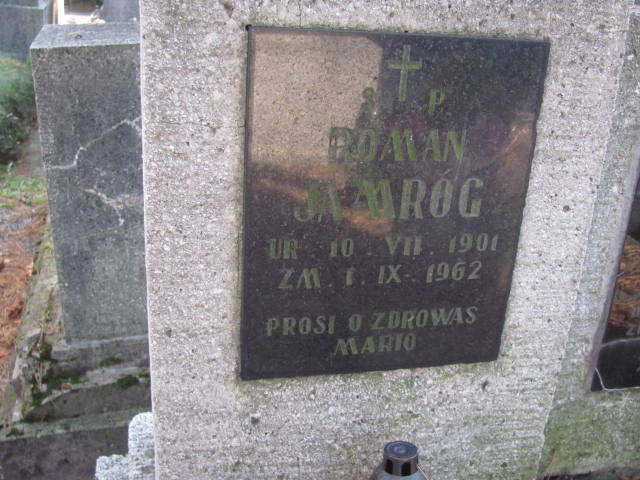 Ś P
ROMAN
JAMRÓG
UR. 10. VII. 1901
ZM. 1. IX. 1962
PROSI O ZDROWAŚ
MARIO